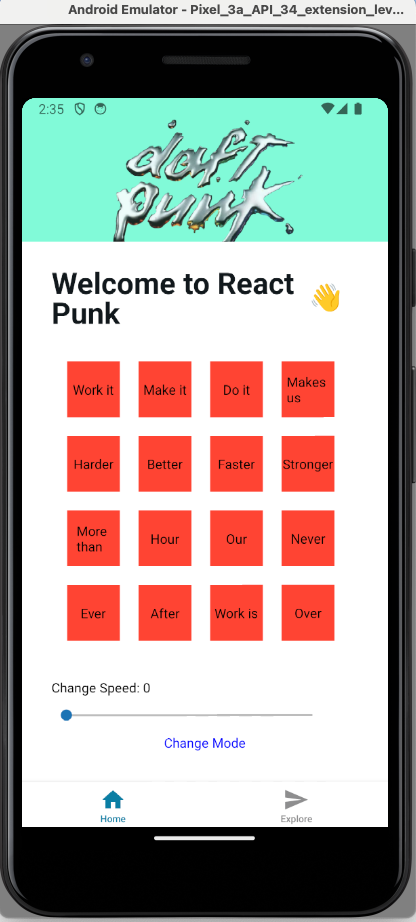 Android Emulator - Pixel_3a_API_34_extension_lev...
2:35
daft
punk
Welcome to React
Punk
Work it
Make it
Do it
Makes
us
Harder
Better
Faster
Stronger
More
than
Hour
Our
Never
Ever
After
Work is
Over
Change Speed: 0
Change Mode
Home
Explore